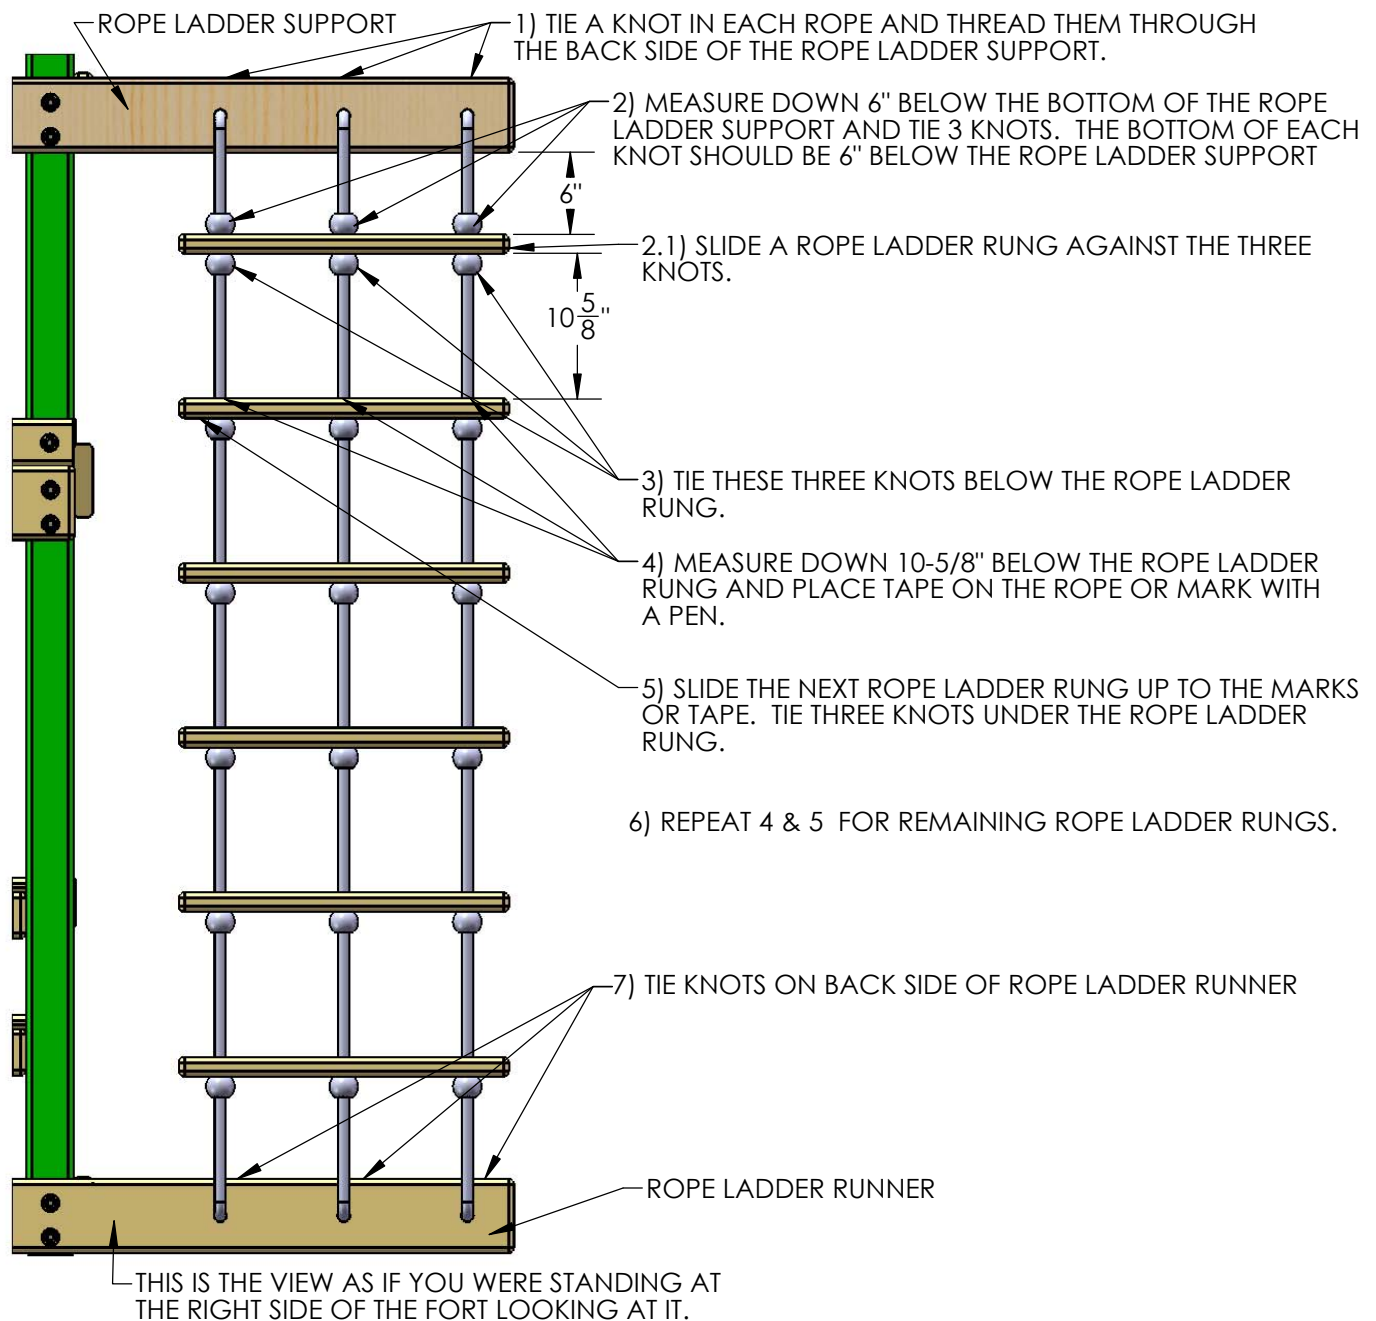 ROPE LADDER SUPPORT
1) TIE A KNOT IN EACH ROPE AND THREAD THEM THROUGH
THE BACK SIDE OF THE ROPE LADDER SUPPORT.
2) MEASURE DOWN 6" BELOW THE BOTTOM OF THE ROPE
LADDER SUPPORT AND TIE 3 KNOTS.  THE BOTTOM OF EACH
KNOT SHOULD BE 6" BELOW THE ROPE LADDER SUPPORT
6"
2.1) SLIDE A ROPE LADDER RUNG AGAINST THE THREE
KNOTS.
10 5/8"
3) TIE THESE THREE KNOTS BELOW THE ROPE LADDER
RUNG.
4) MEASURE DOWN 10-5/8" BELOW THE ROPE LADDER
RUNG AND PLACE TAPE ON THE ROPE OR MARK WITH
A PEN.
5) SLIDE THE NEXT ROPE LADDER RUNG UP TO THE MARKS
OR TAPE.  TIE THREE KNOTS UNDER THE ROPE LADDER
RUNG.
6) REPEAT 4 & 5  FOR REMAINING ROPE LADDER RUNGS.
7) TIE KNOTS ON BACK SIDE OF ROPE LADDER RUNNER
ROPE LADDER RUNNER
THIS IS THE VIEW AS IF YOU WERE STANDING AT
THE RIGHT SIDE OF THE FORT LOOKING AT IT.